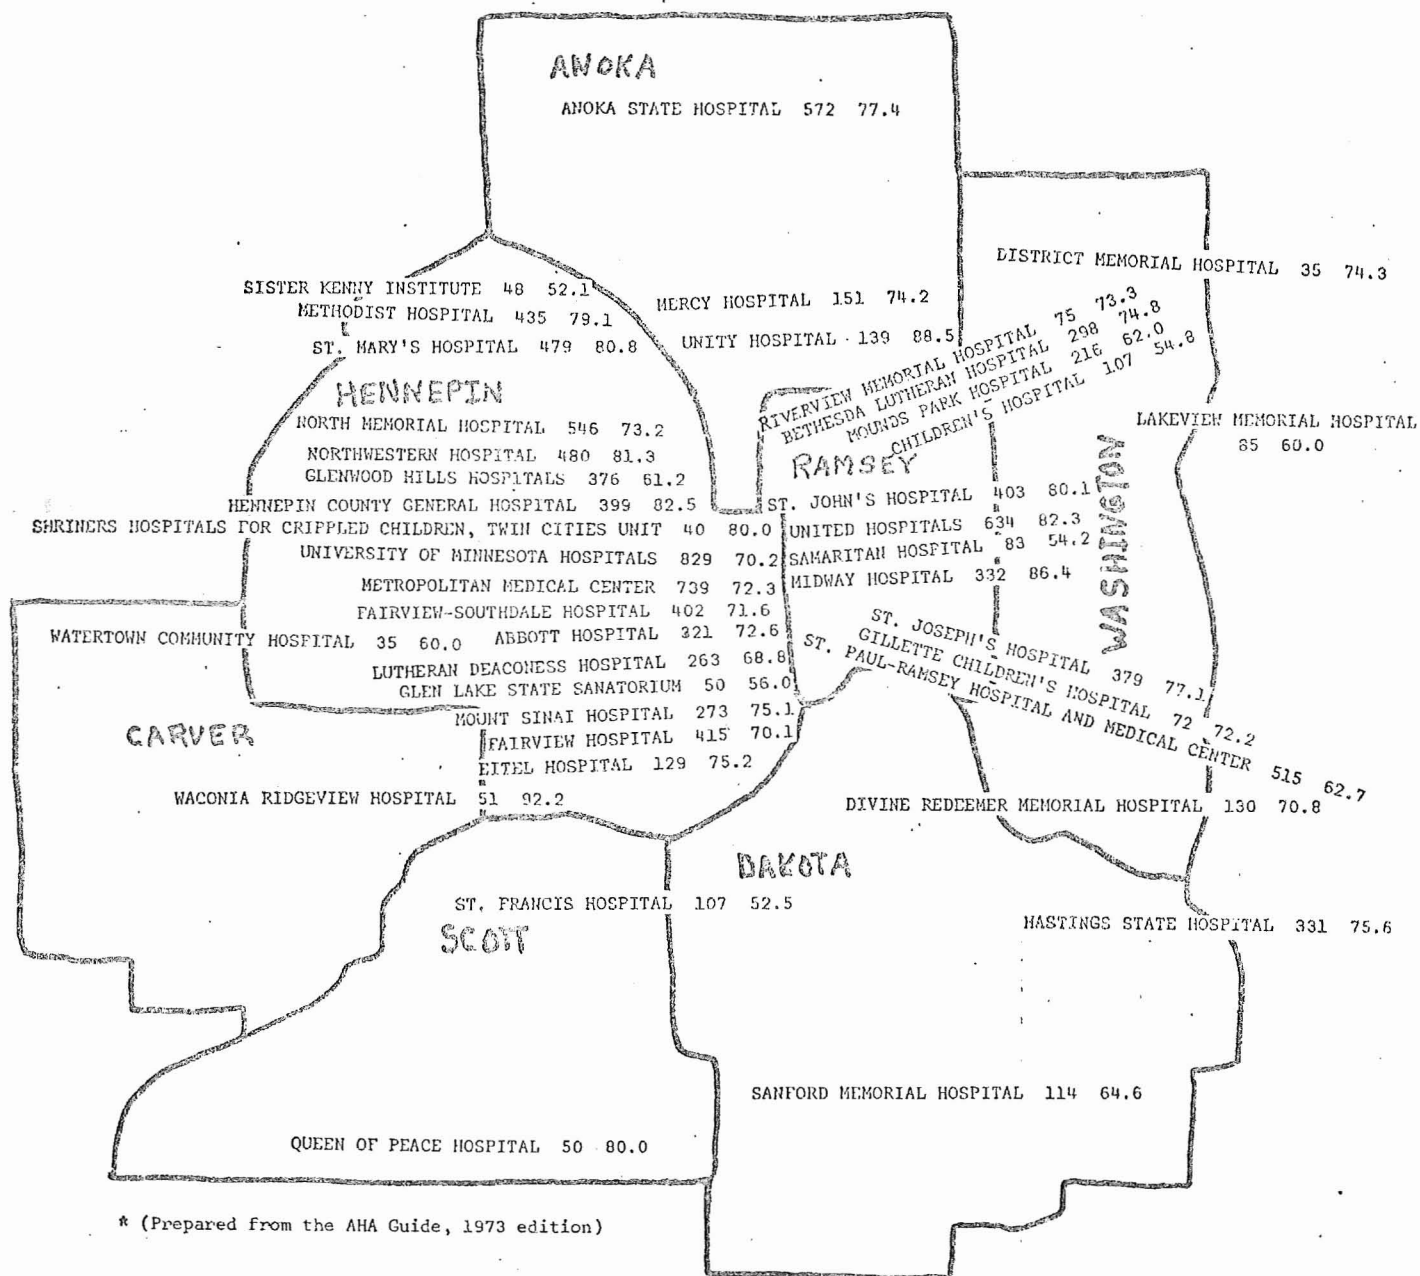 ANOKA
ANOKA STATE HOSPITAL 572 77.4
DISTRICT MEMORIAL HOSPITAL 35 74.3
SISTER KENNY INSTITUTE 48 52.1
METHODIST HOSPITAL 435 79.1
ST. MARY'S HOSPITAL 479 80.8
MERCY HOSPITAL 151 74.2
UNITY HOSPITAL 139 88.5
RIVERVIEW MEMORIAL HOSPITAL 75 73.3
BETHESDA LUTHERAN HOSPITAL 298 74.8
MOUNDS PARK HOSPITAL 216 62.0
CHILDREN'S HOSPITAL 107 54.8
HENNEPIN
NORTH MEMORIAL HOSPITAL 546 73.2
NORTHWESTERN HOSPITAL 480 81.3
GLENWOOD HILLS HOSPITALS 376 61.2
HENNEPIN COUNTY GENERAL HOSPITAL 399 82.5
SHRINERS HOSPITALS FOR CRIPPLED CHILDREN, TWIN CITIES UNIT 40 80.0
UNIVERSITY OF MINNESOTA HOSPITALS 829 70.2
METROPOLITAN MEDICAL CENTER 739 72.3
FAIRVIEW-SOUTHDALE HOSPITAL 402 71.6
WATERTOWN COMMUNITY HOSPITAL 35 60.0
ABBOTT HOSPITAL 321 72.6
LUTHERAN DEACONESS HOSPITAL 263 68.8
GLEN LAKE STATE SANATORIUM 50 56.0
MOUNT SINAI HOSPITAL 273 75.1
FAIRVIEW HOSPITAL 415 70.1
EITEL HOSPITAL 129 75.2
RAMSEY
ST. JOHN'S HOSPITAL 403 80.1
UNITED HOSPITALS 634 82.3
SAMARITAN HOSPITAL 83 54.2
MIDWAY HOSPITAL 332 86.4
ST. JOSEPH'S HOSPITAL 379 77.1
GILLETTE CHILDREN'S HOSPITAL 72 72.2
ST. PAUL-RAMSEY HOSPITAL AND MEDICAL CENTER 515 62.7
WASHINGTON
LAKEVIEW MEMORIAL HOSPITAL
85 60.0
CARVER
WACONIA RIDGEVIEW HOSPITAL 51 92.2
DIVINE REDEEMER MEMORIAL HOSPITAL 130 70.8
DAKOTA
ST. FRANCIS HOSPITAL 107 52.5
SCOTT
HASTINGS STATE HOSPITAL 331 75.6
SANFORD MEMORIAL HOSPITAL 114 64.6
QUEEN OF PEACE HOSPITAL 50 80.0
* (Prepared from the AHA Guide, 1973 edition)